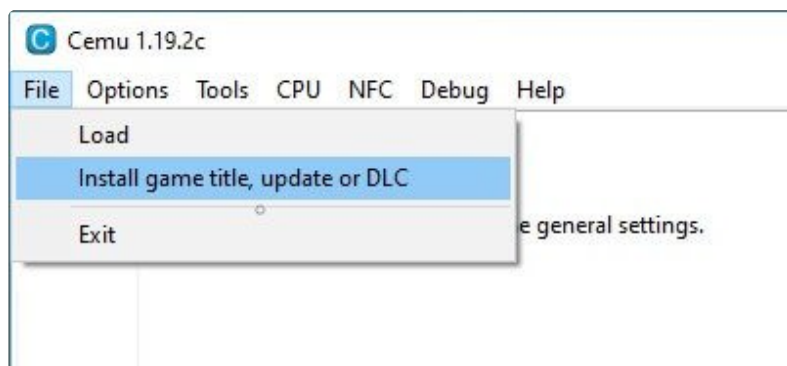 Cemu 1.19.2c
File Options Tools CPU NFC Debug Help
Load
Install game title, update or DLC
e general settings.
Exit